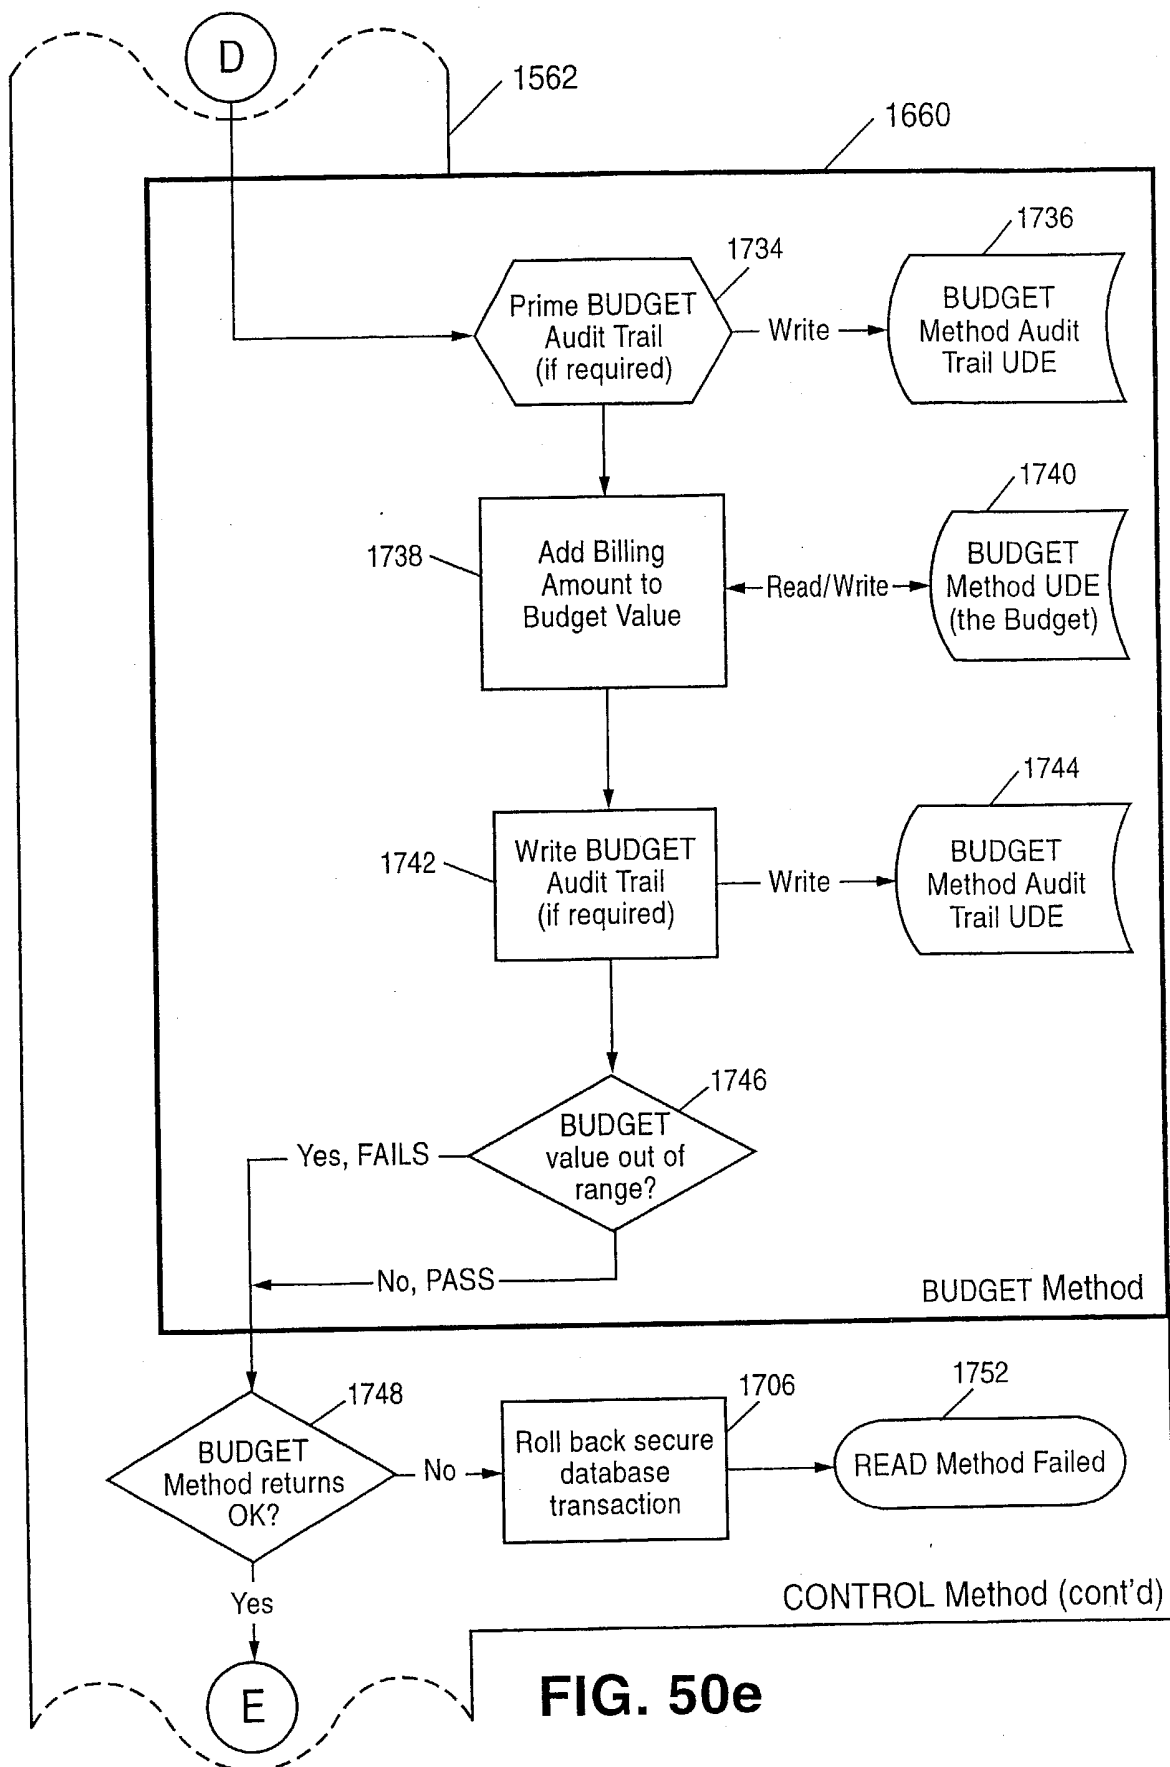 D
1562
1660
1736
1734
Prime BUDGET
Audit Trail
(if required)
Write
BUDGET
Method Audit
Trail UDE
1740
1738
Add Billing
Amount to
Budget Value
Read/Write
BUDGET
Method UDE
(the Budget)
1744
1742
Write BUDGET
Audit Trail
(if required)
Write
BUDGET
Method Audit
Trail UDE
1746
BUDGET
value out of
range?
Yes, FAILS
No, PASS
BUDGET Method
1748
BUDGET
Method returns
OK?
No
1706
Roll back secure
database
transaction
1752
READ Method Failed
Yes
CONTROL Method (cont'd)
E
FIG. 50e